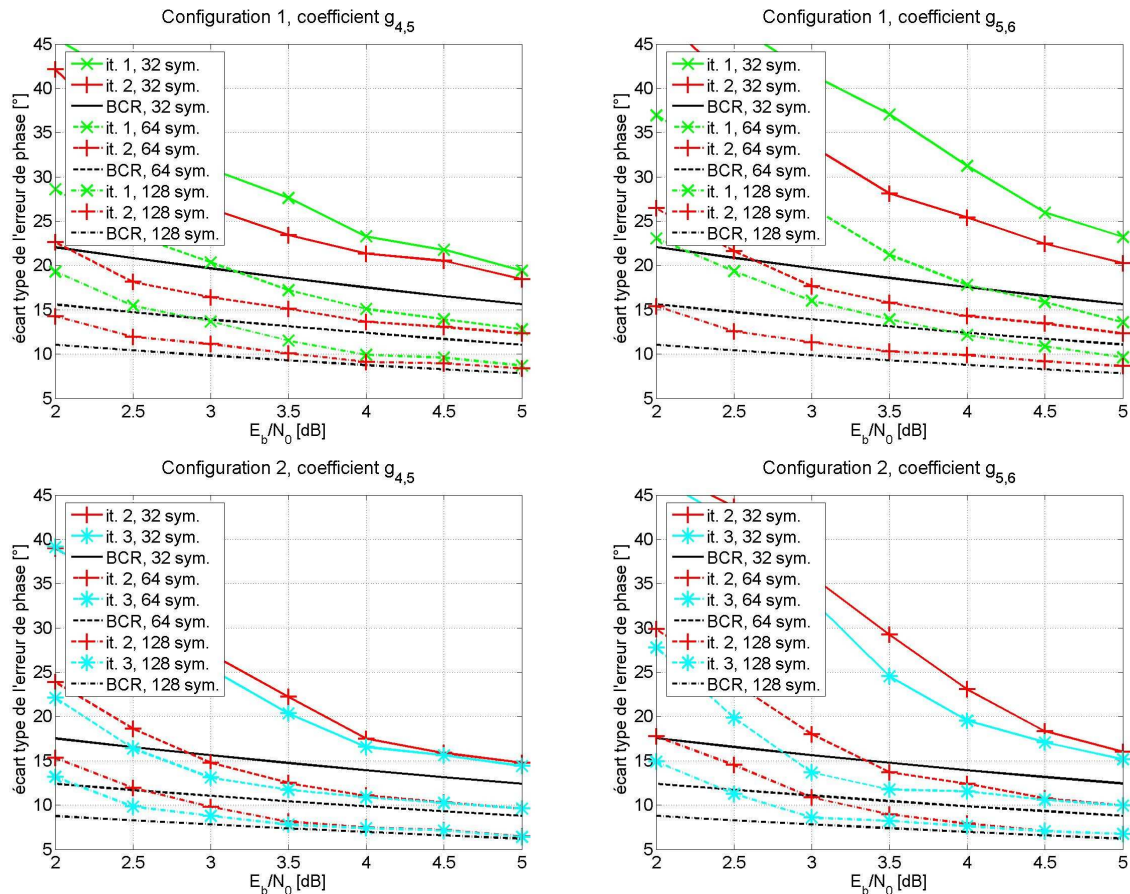 Configuration 1, coefficient g4,5
écart type de l'erreur de phase [°]
45
40
35
30
25
20
15
10
5
it. 1, 32 sym.
it. 2, 32 sym.
BCR, 32 sym.
it. 1, 64 sym.
it. 2, 64 sym.
BCR, 64 sym.
it. 1, 128 sym.
it. 2, 128 sym.
BCR, 128 sym.
2 2.5 3 3.5 4 4.5 5
Eb/N0 [dB]
Configuration 1, coefficient g5,6
écart type de l'erreur de phase [°]
45
40
35
30
25
20
15
10
5
it. 1, 32 sym.
it. 2, 32 sym.
BCR, 32 sym.
it. 1, 64 sym.
it. 2, 64 sym.
BCR, 64 sym.
it. 1, 128 sym.
it. 2, 128 sym.
BCR, 128 sym.
2 2.5 3 3.5 4 4.5 5
Eb/N0 [dB]
Configuration 2, coefficient g4,5
écart type de l'erreur de phase [°]
45
40
35
30
25
20
15
10
5
it. 2, 32 sym.
it. 3, 32 sym.
BCR, 32 sym.
it. 2, 64 sym.
it. 3, 64 sym.
BCR, 64 sym.
it. 2, 128 sym.
it. 3, 128 sym.
BCR, 128 sym.
2 2.5 3 3.5 4 4.5 5
Eb/N0 [dB]
Configuration 2, coefficient g5,6
écart type de l'erreur de phase [°]
45
40
35
30
25
20
15
10
5
it. 2, 32 sym.
it. 3, 32 sym.
BCR, 32 sym.
it. 2, 64 sym.
it. 3, 64 sym.
BCR, 64 sym.
it. 2, 128 sym.
it. 3, 128 sym.
BCR, 128 sym.
2 2.5 3 3.5 4 4.5 5
Eb/N0 [dB]